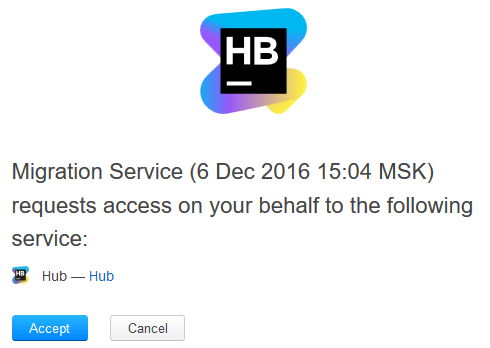 HB
Migration Service (6 Dec 2016 15:04 MSK)
requests access on your behalf to the following
service:
HB Hub — Hub
Accept Cancel